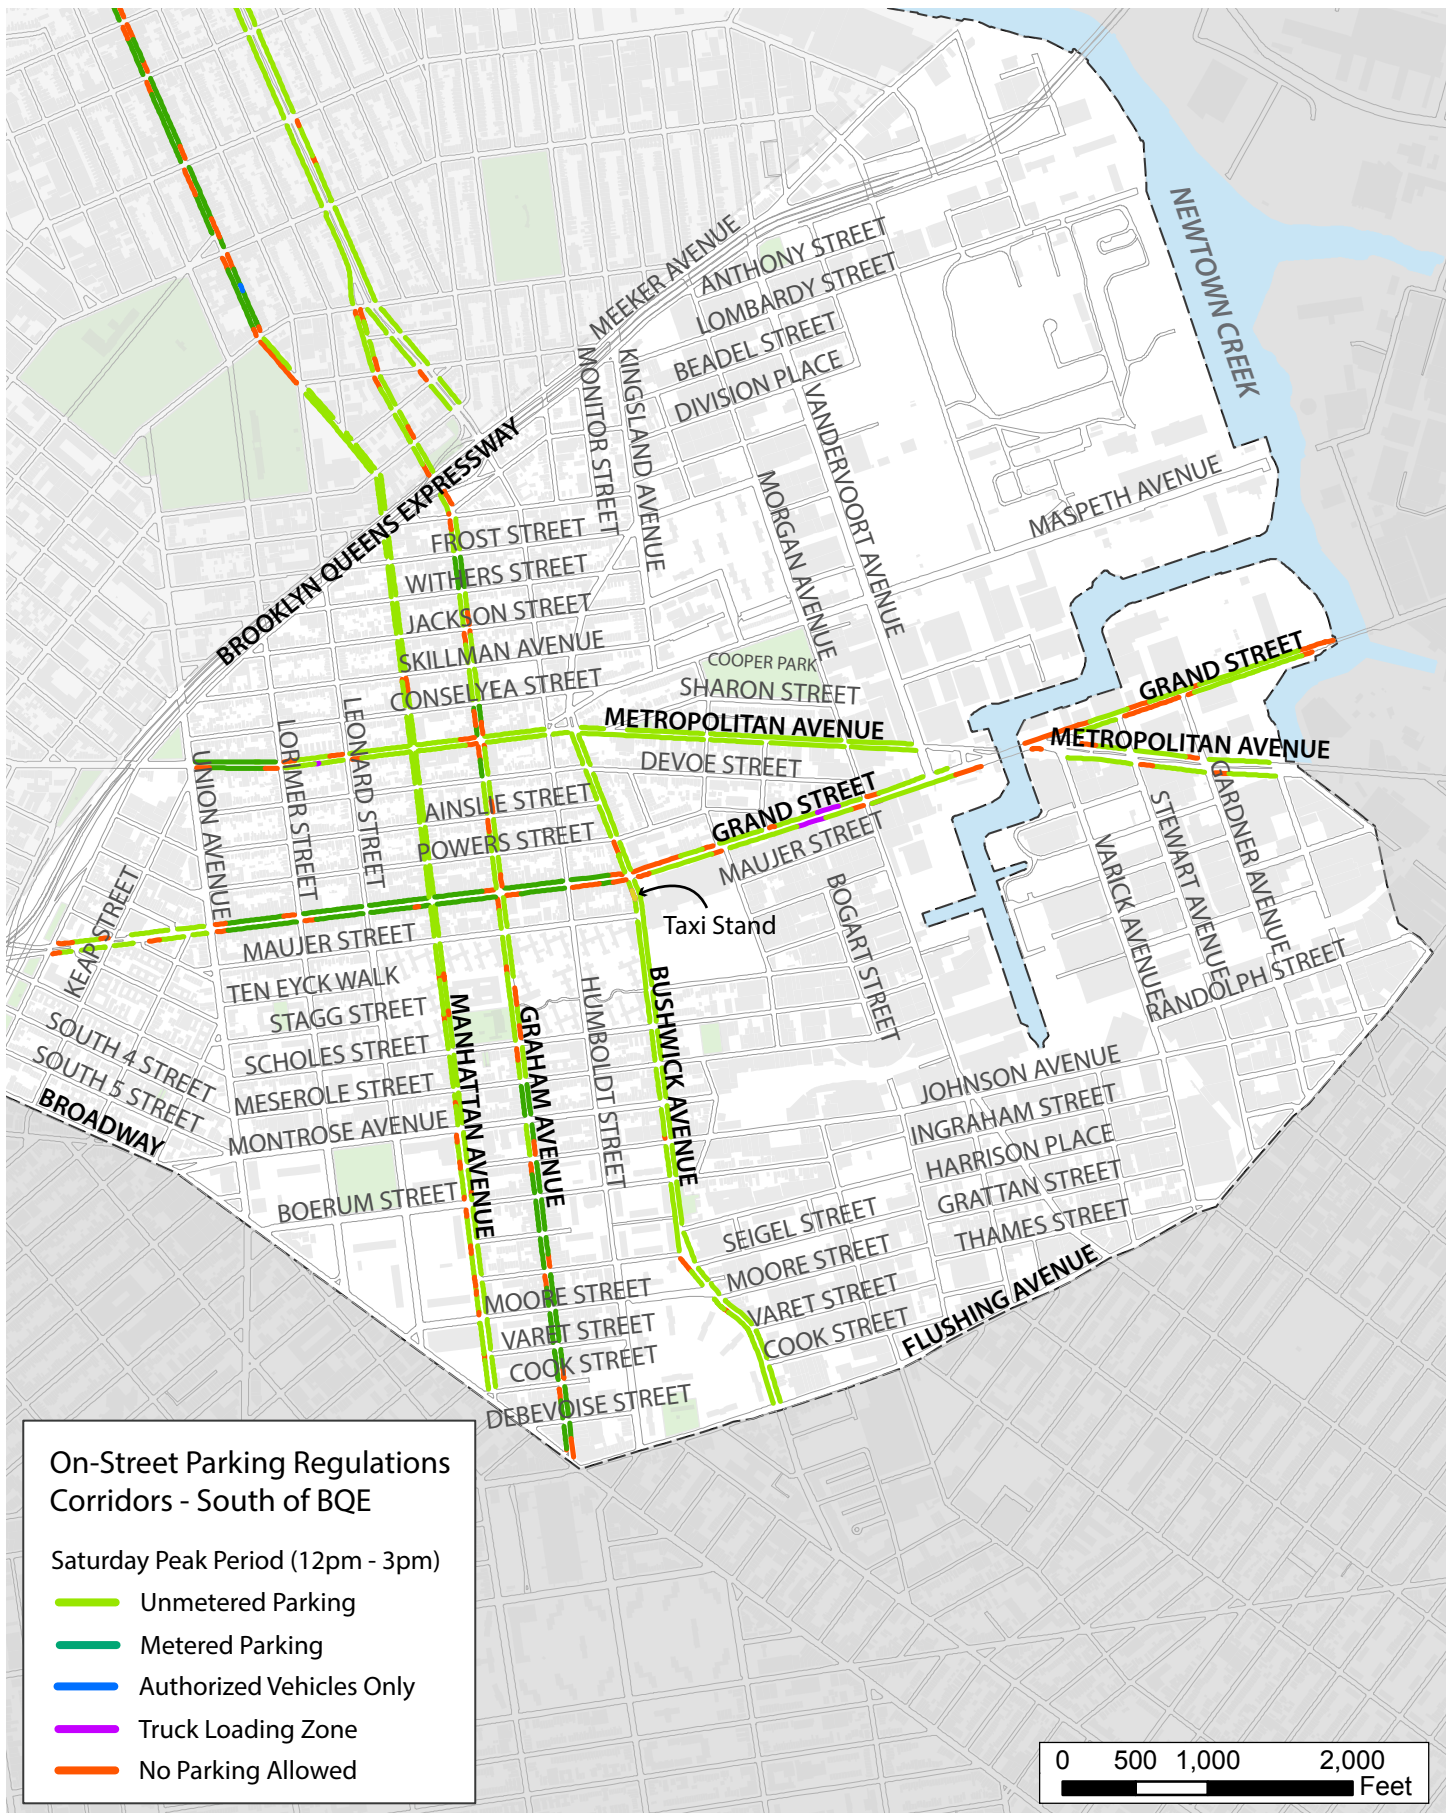 NEWTOWN CREEK
MEEKER AVENUE
ANTHONY STREET
LOMBARDY STREET
BEADEL STREET
DIVISION PLACE
MONITOR STREET
KINGSLAND AVENUE
VANDERVOORT AVENUE
MORGAN AVENUE
MASPETH AVENUE
BROOKLYN QUEENS EXPRESSWAY
FROST STREET
WITHERS STREET
JACKSON STREET
SKILLMAN AVENUE
CONSELYEA STREET
COOPER PARK
SHARON STREET
METROPOLITAN AVENUE
DEVOE STREET
GRAND STREET
METROPOLITAN AVENUE
UNION AVENUE
LORIMER STREET
LEONARD STREET
AINSLIE STREET
POWERS STREET
GRAND STREET
MAUJER STREET
Taxi Stand
KEAP STREET
MAUJER STREET
TEN EYCK WALK
STAGG STREET
SCHOLES STREET
MESEROLE STREET
MONTROSE AVENUE
BOERUM STREET
SOUTH 4 STREET
SOUTH 5 STREET
BROADWAY
MANHATTAN AVENUE
GRAHAM AVENUE
HUMBOLDT STREET
BUSHWICK AVENUE
BOGART STREET
VARICK AVENUE
STEWART AVENUE
GARDNER AVENUE
RANDOLPH STREET
JOHNSON AVENUE
INGRAHAM STREET
HARRISON PLACE
GRATTAN STREET
THAMES STREET
SEIGEL STREET
MOORE STREET
VARET STREET
COOK STREET
FLUSHING AVENUE
MOORE STREET
VARET STREET
COOK STREET
DEBEVOISE STREET
On-Street Parking Regulations
Corridors - South of BQE
Saturday Peak Period (12pm - 3pm)
Unmetered Parking
Metered Parking
Authorized Vehicles Only
Truck Loading Zone
No Parking Allowed
0 500 1,000 2,000
Feet